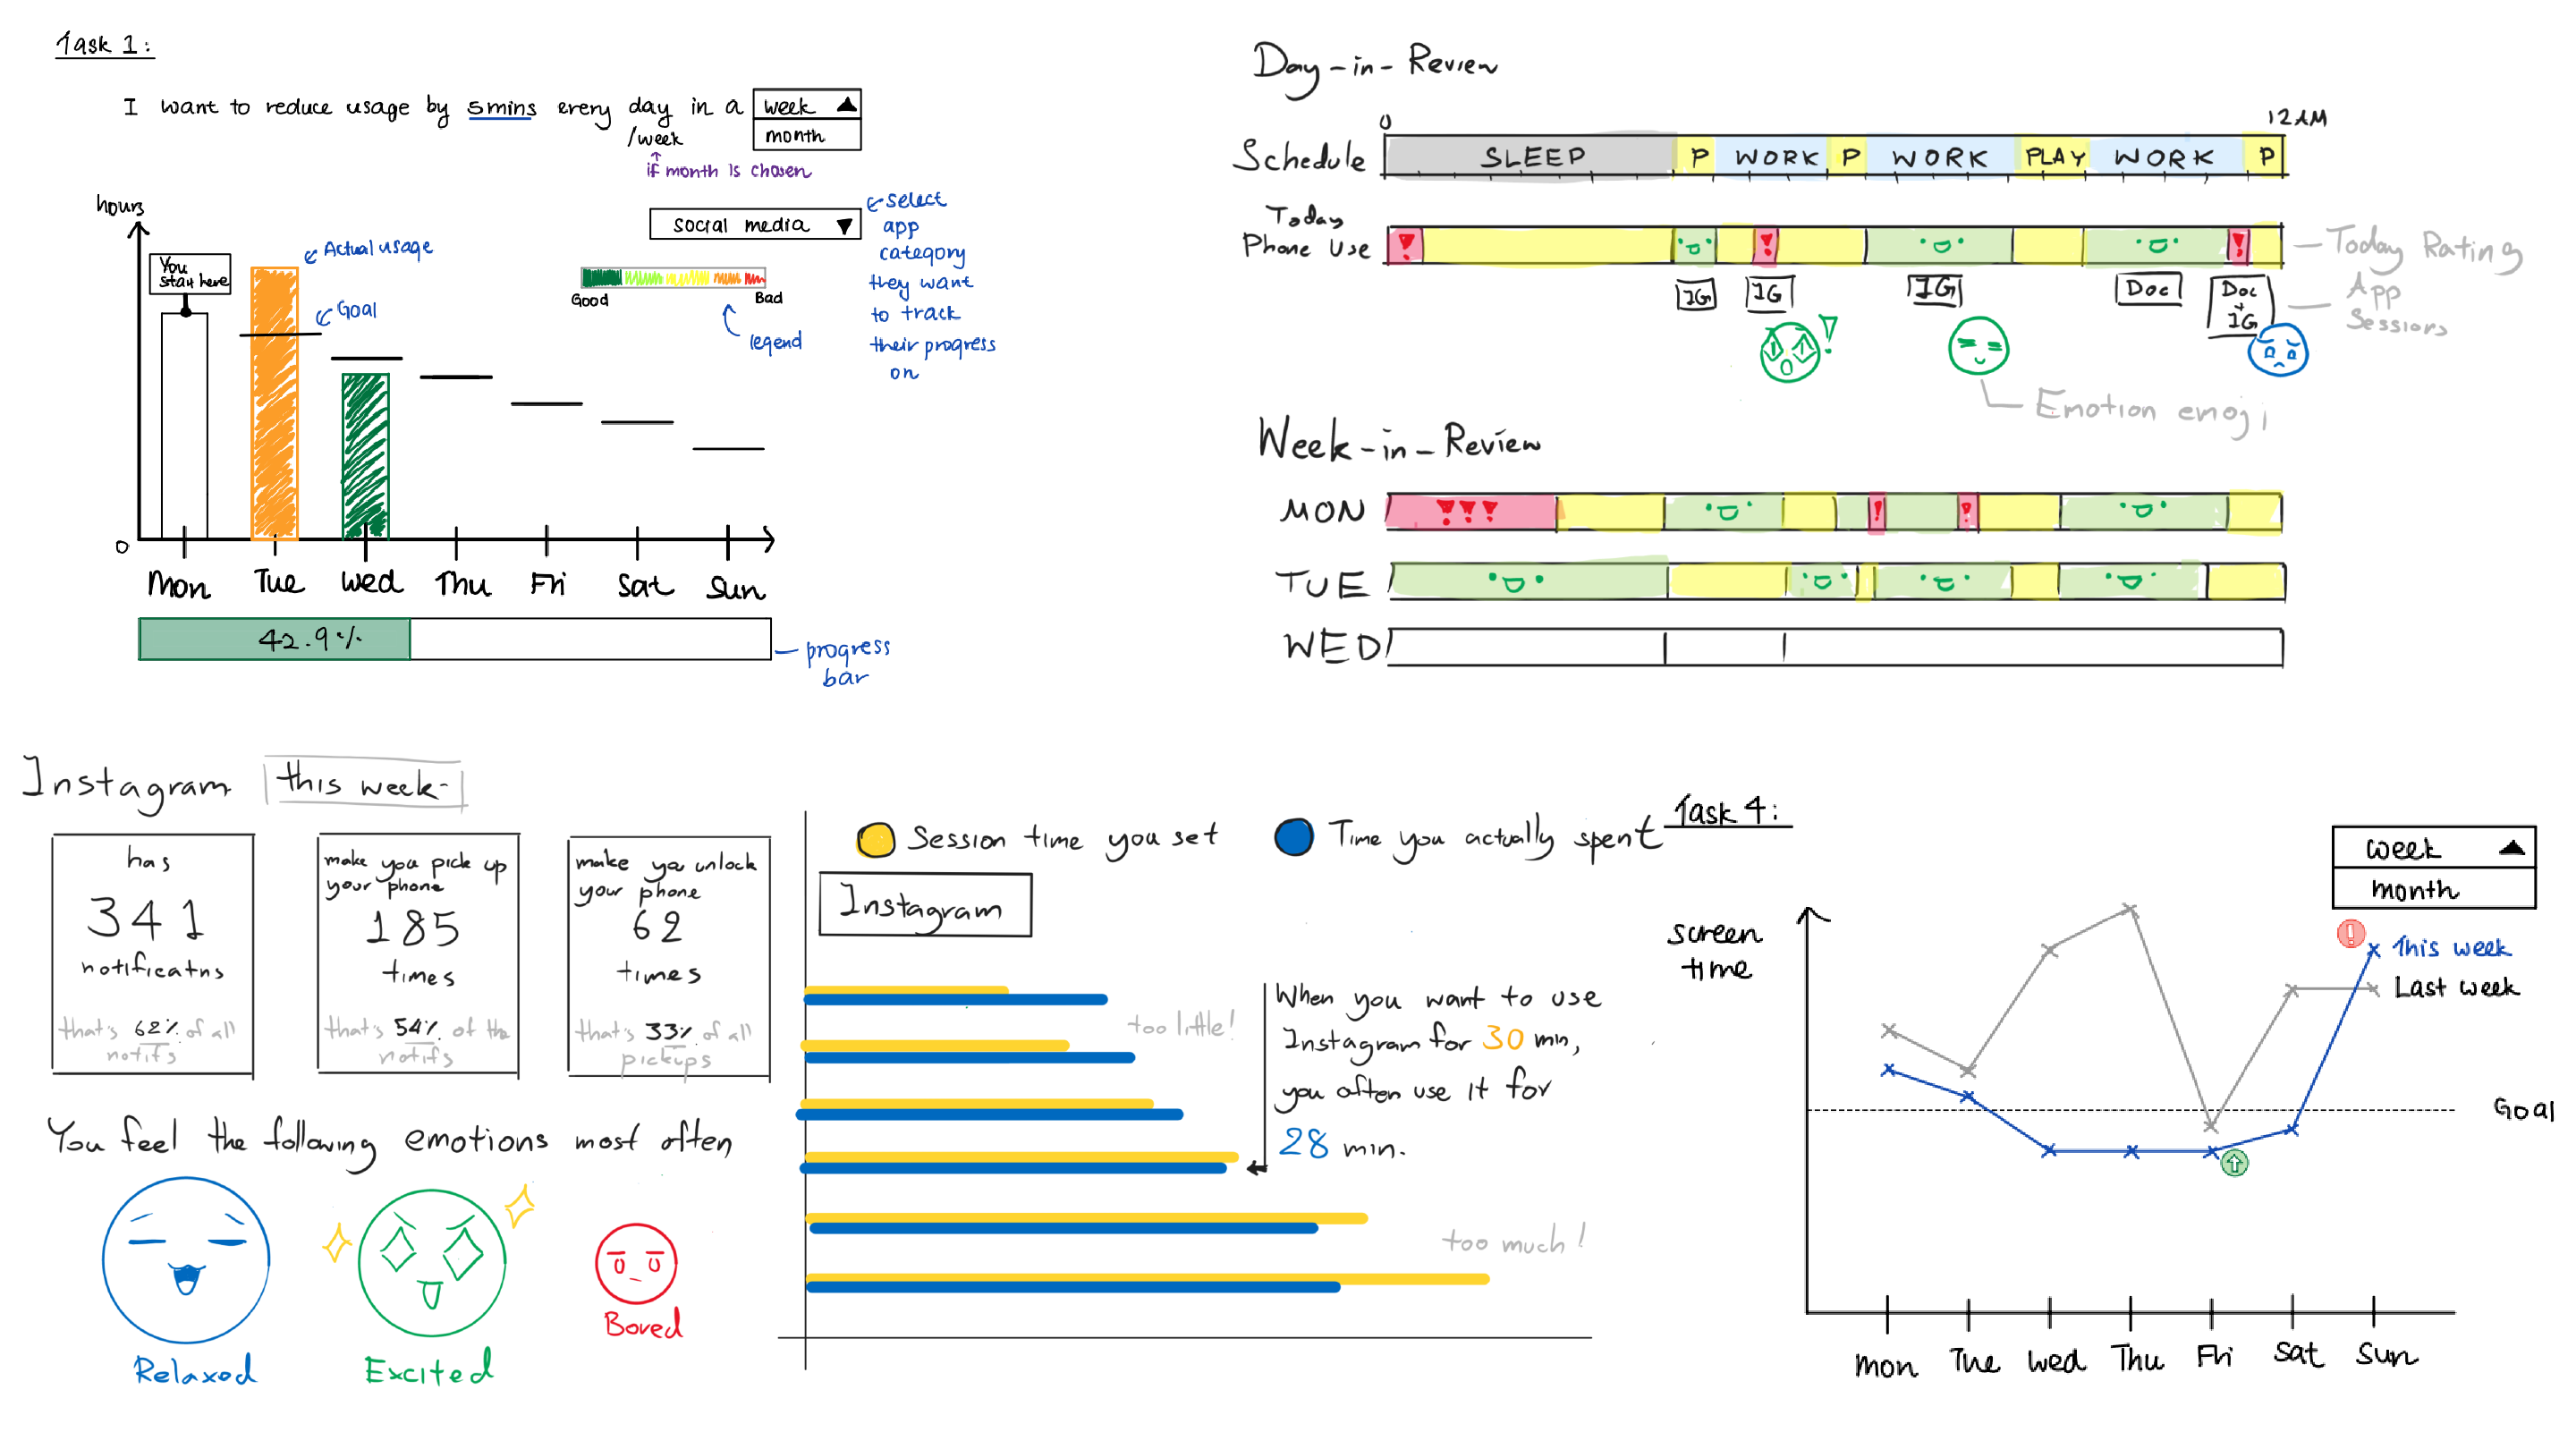 Task 1:
I want to reduce usage by 5mins every day in a week
/week
month
if month is chosen
hours
social media
select
app
category
they want
to track
their progress
on
Actual usage
You
start here
Goal
Good
Bad
legend
0
Mon Tue Wed Thu Fri Sat Sun
42.9%
progress
bar
Day-in-Review
0
12AM
Schedule
SLEEP P WORK P WORK PLAY WORK P
Today
Phone Use
! ! !
Today Rating
IG IG IG Doc Doc
+
IG
App
Sessions
!
Emotion emoji
Week-in-Review
MON
!!! ! !
TUE
WED
Instagram this week
has
341
notificatns
that's 62% of all
notifs
make you pick up
your phone
185
times
that's 54% of the
notifs
make you unlock
your phone
62
times
that's 33% of all
pickups
You feel the following emotions most often
Relaxed
Excited
Bored
Session time you set
Time you actually spent
Instagram
too little!
When you want to use
Instagram for 30 min,
you often use it for
28 min.
too much!
Task 4:
week
month
screen
time
!
This week
Last week
Goal
Mon Tue Wed Thu Fri Sat Sun